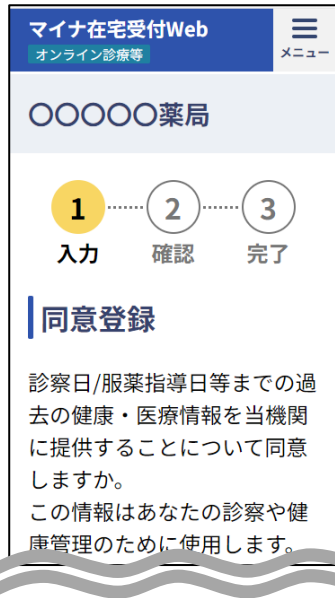 マイナ在宅受付Web
オンライン診療等
メニュー
〇〇〇〇〇薬局
1
2
3
入力
確認
完了
同意登録
診察日/服薬指導日等までの過
去の健康・医療情報を当機関
に提供することについて同意
しますか。
この情報はあなたの診察や健
康管理のために使用します。